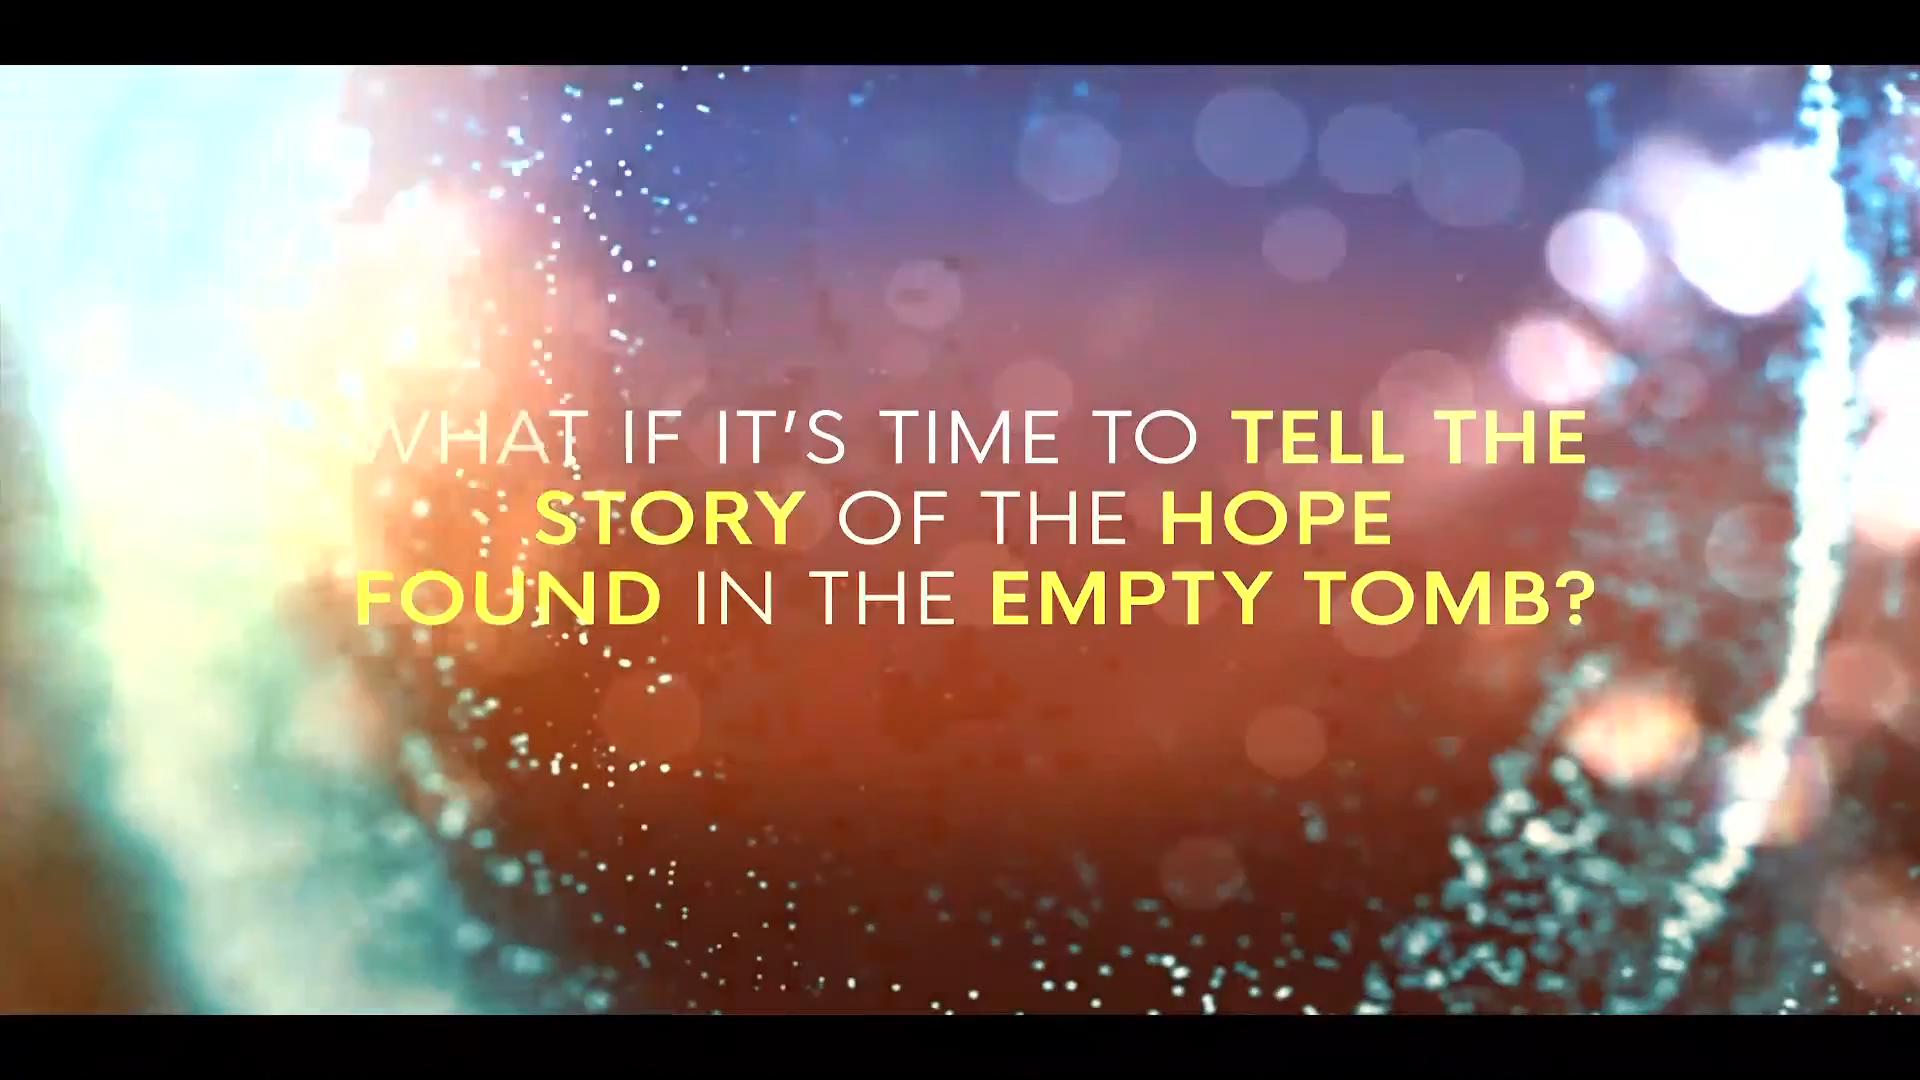 WHAT IF IT'S TIME TO TELL THE
STORY OF THE HOPE
FOUND IN THE EMPTY TOMB?